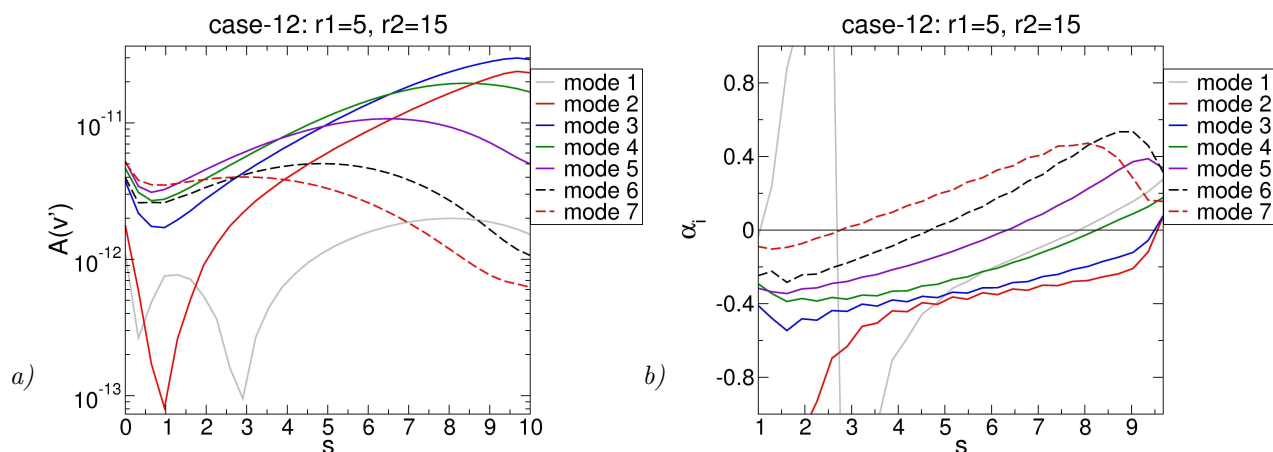 case-12: r1=5, r2=15
A(v')
10^-11
10^-12
10^-13
0 1 2 3 4 5 6 7 8 9 10
s
mode 1
mode 2
mode 3
mode 4
mode 5
mode 6
mode 7
a)
case-12: r1=5, r2=15
α_i
0.8
0.4
0
-0.4
-0.8
1 2 3 4 5 6 7 8 9
s
mode 1
mode 2
mode 3
mode 4
mode 5
mode 6
mode 7
b)